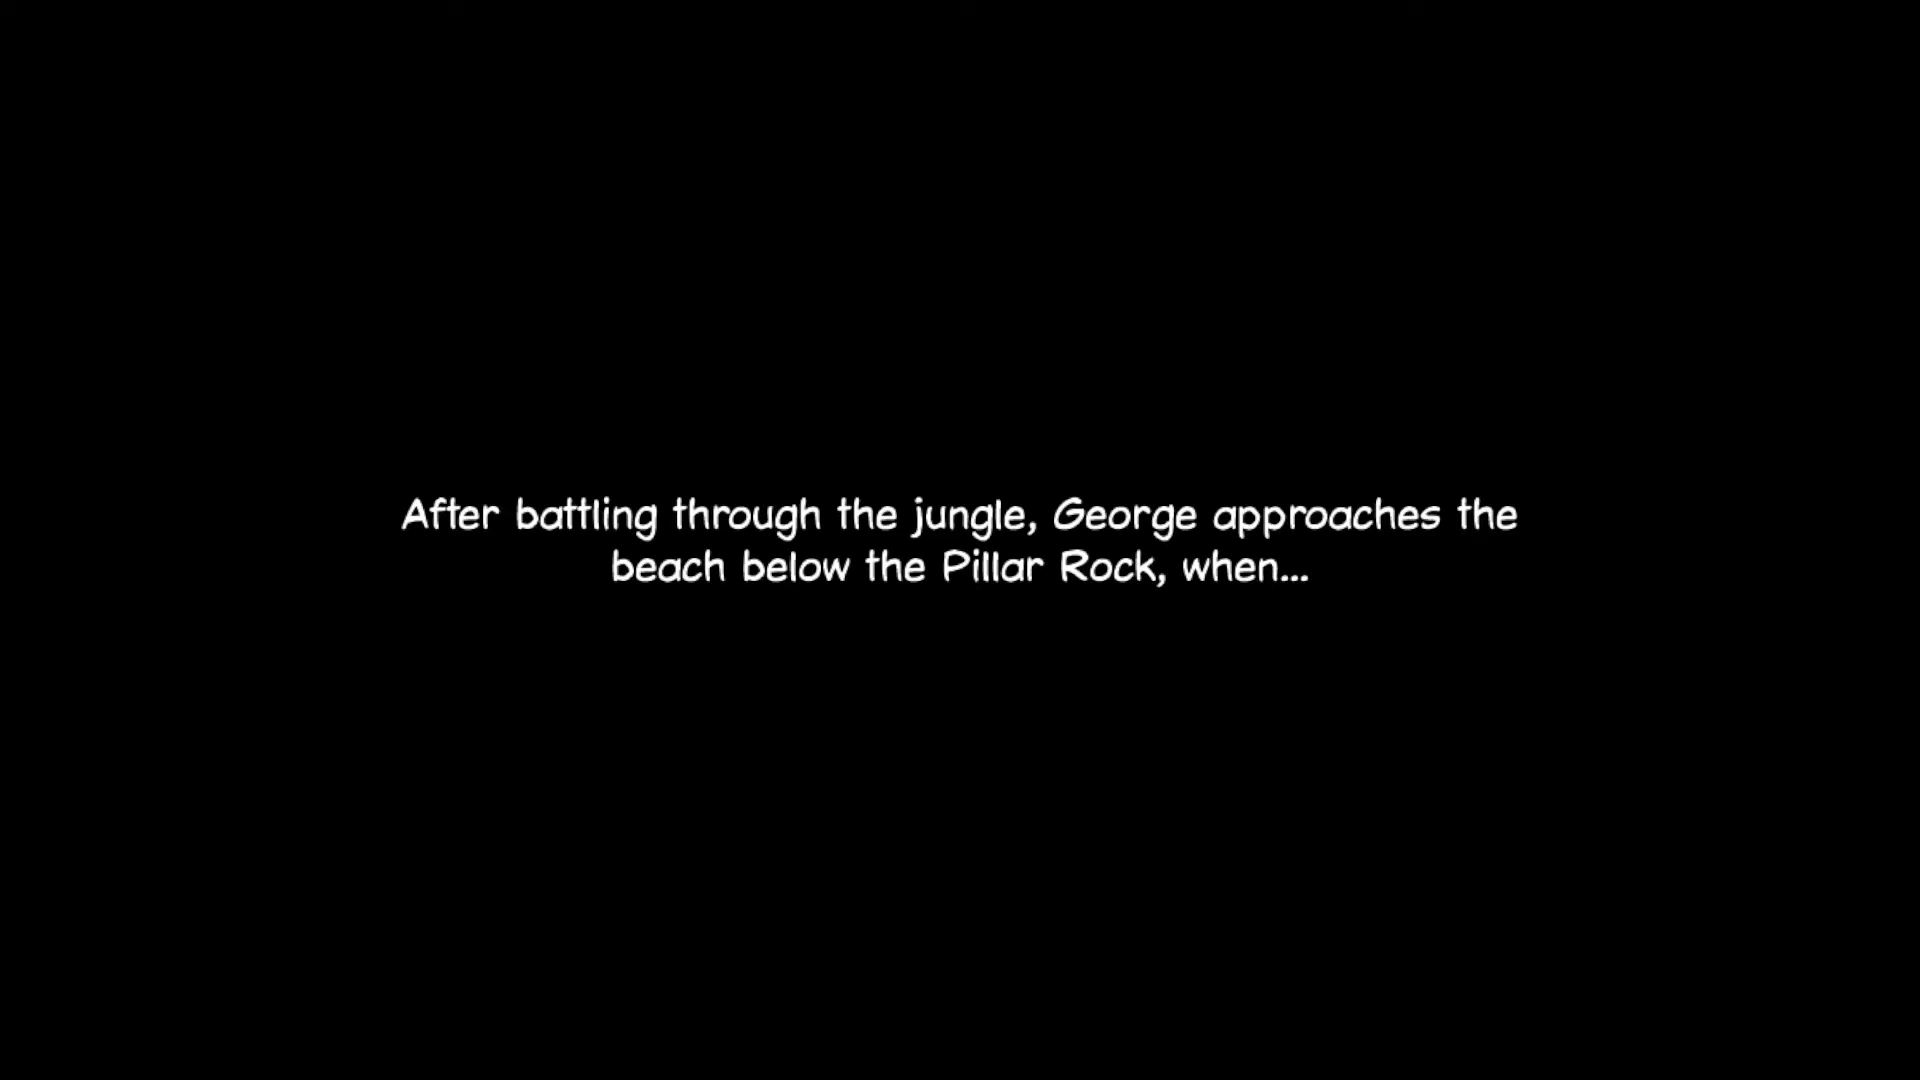 After battling through the jungle, George approaches the
beach below the Pillar Rock, when...